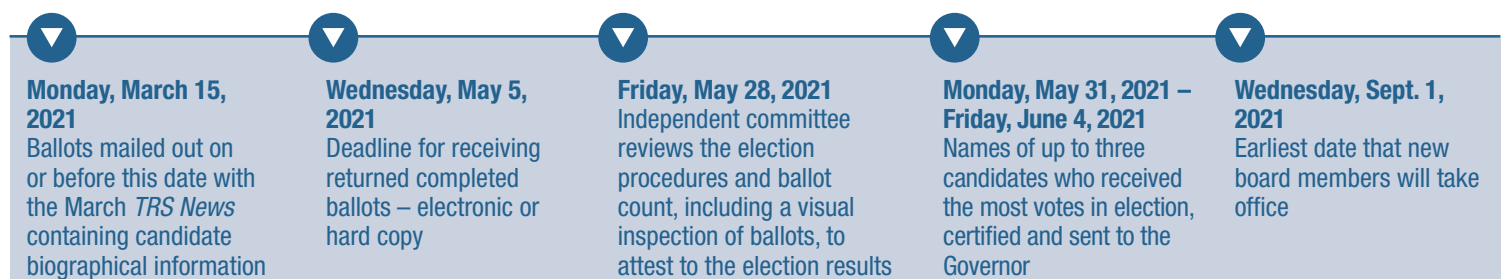 Monday, March 15,
2021
Ballots mailed out on
or before this date with
the March TRS News
containing candidate
biographical information
Wednesday, May 5,
2021
Deadline for receiving
returned completed
ballots – electronic or
hard copy
Friday, May 28, 2021
Independent committee
reviews the election
procedures and ballot
count, including a visual
inspection of ballots, to
attest to the election results
Monday, May 31, 2021 –
Friday, June 4, 2021
Names of up to three
candidates who received
the most votes in election,
certified and sent to the
Governor
Wednesday, Sept. 1,
2021
Earliest date that new
board members will take
office